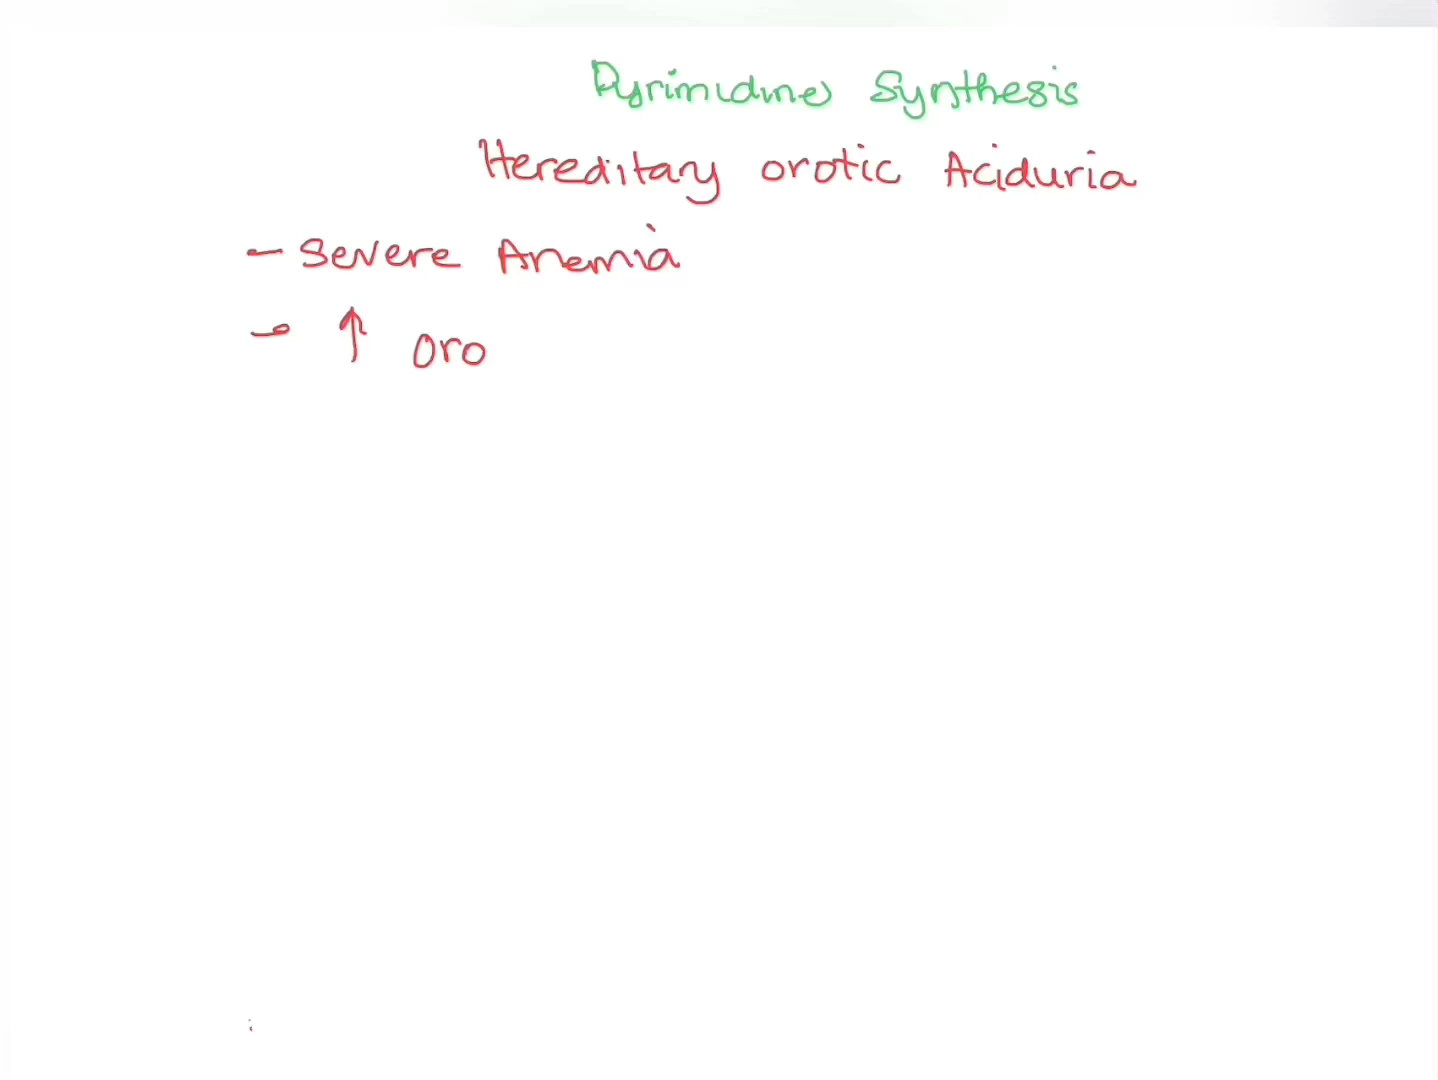 Pyrimidine Synthesis
Hereditary orotic Aciduria
- Severe Anemia
- ↑ oro